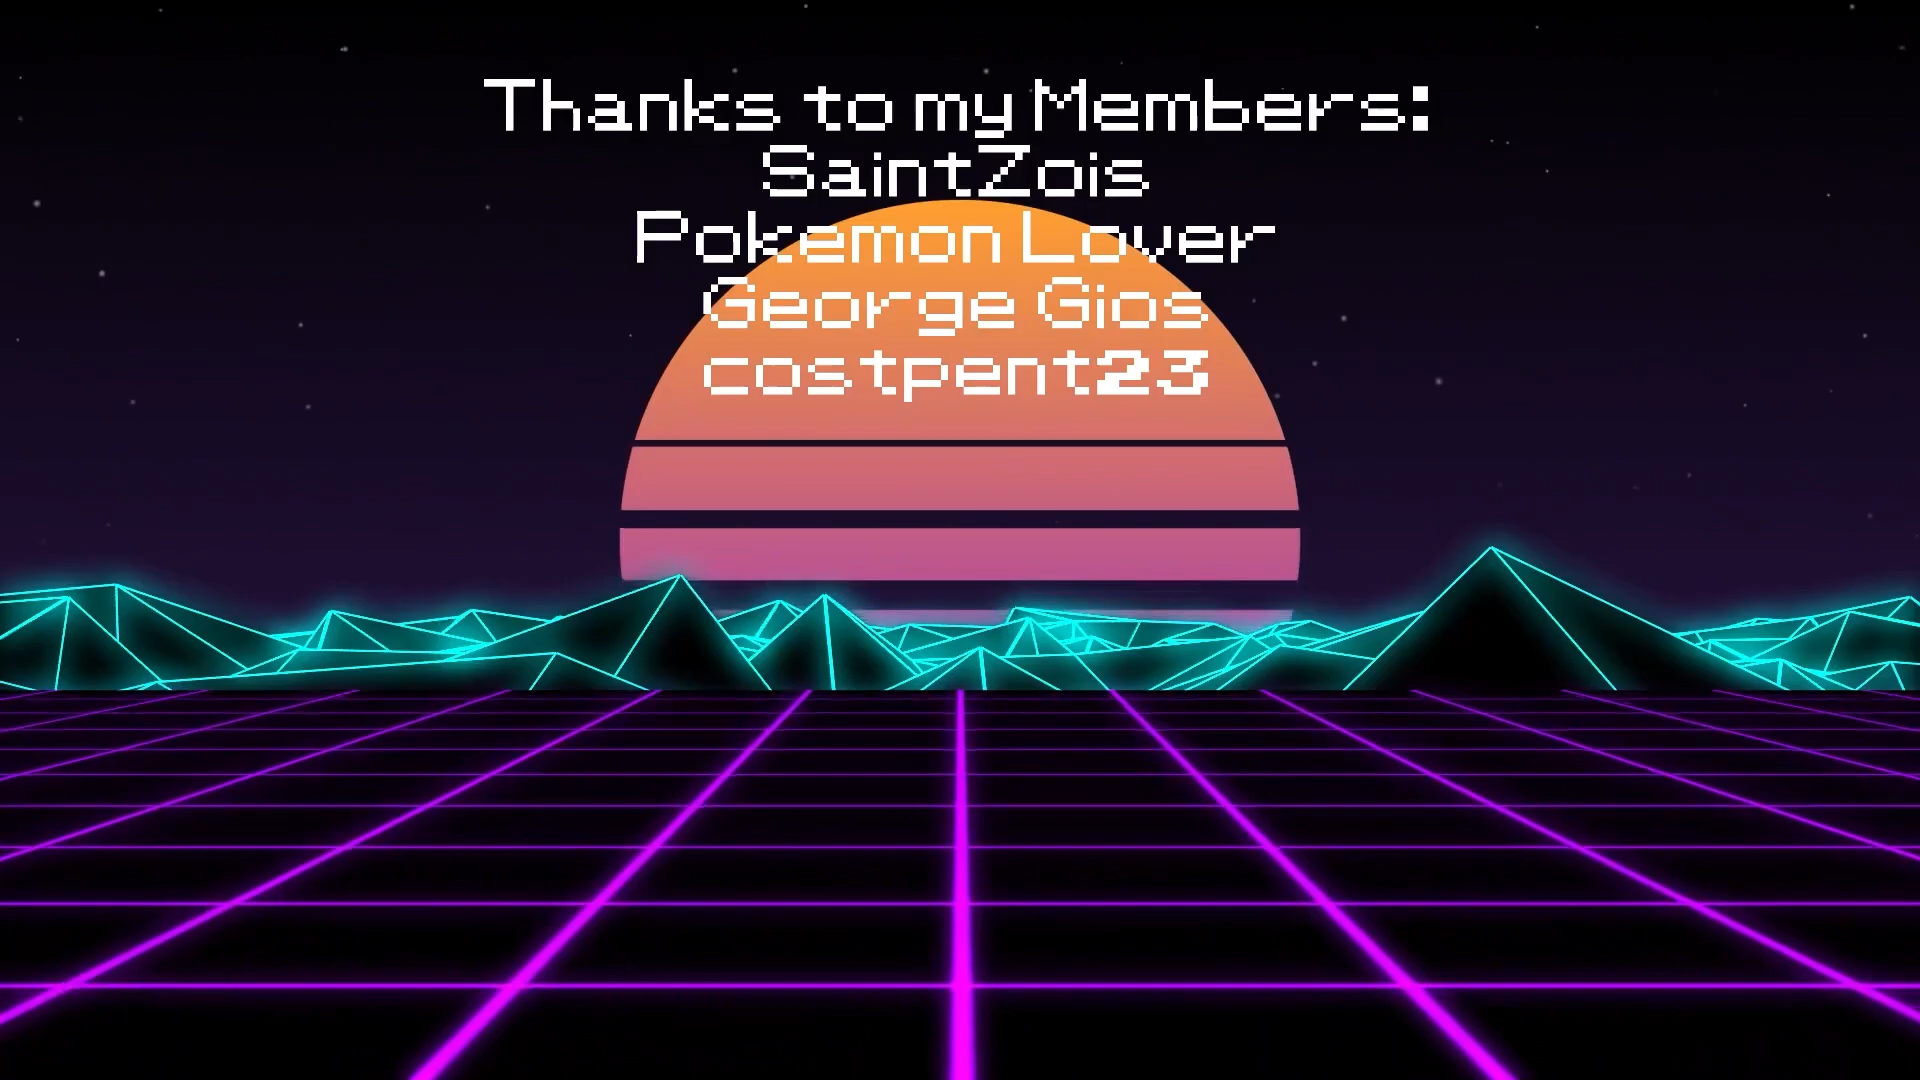 Thanks to my Members:
SaintZois
Pokemon Lover
George Gios
costpent23